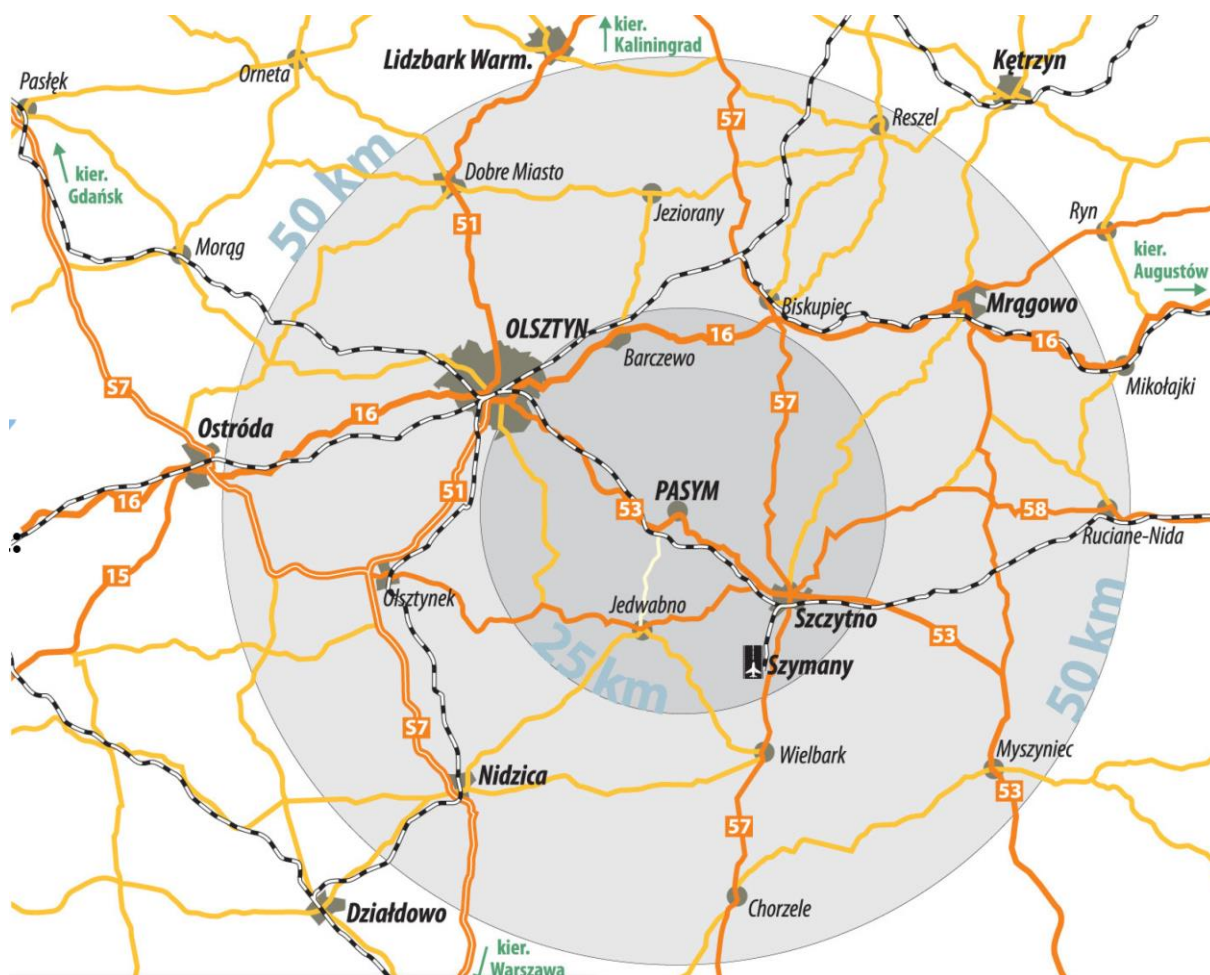 kier.
Kaliningrad
Lidzbark Warm.
Kętrzyn
Orneta
Pasłęk
57
Reszel
50 km
kier.
Gdańsk
Dobre Miasto
Jeziorany
51
Ryn
Morąg
kier.
Augustów
Biskupiec
Mrągowo
OLSZTYN
Barczewo
16
16
Mikołajki
S7
57
16
Ostróda
51
PASYM
53
58
16
Ruciane-Nida
15
Olsztynek
Jedwabno
Szczytno
53
25 km
Szymany
50 km
S7
Wielbark
Myszyniec
Nidzica
53
57
Działdowo
Chorzele
kier.
Warszawa